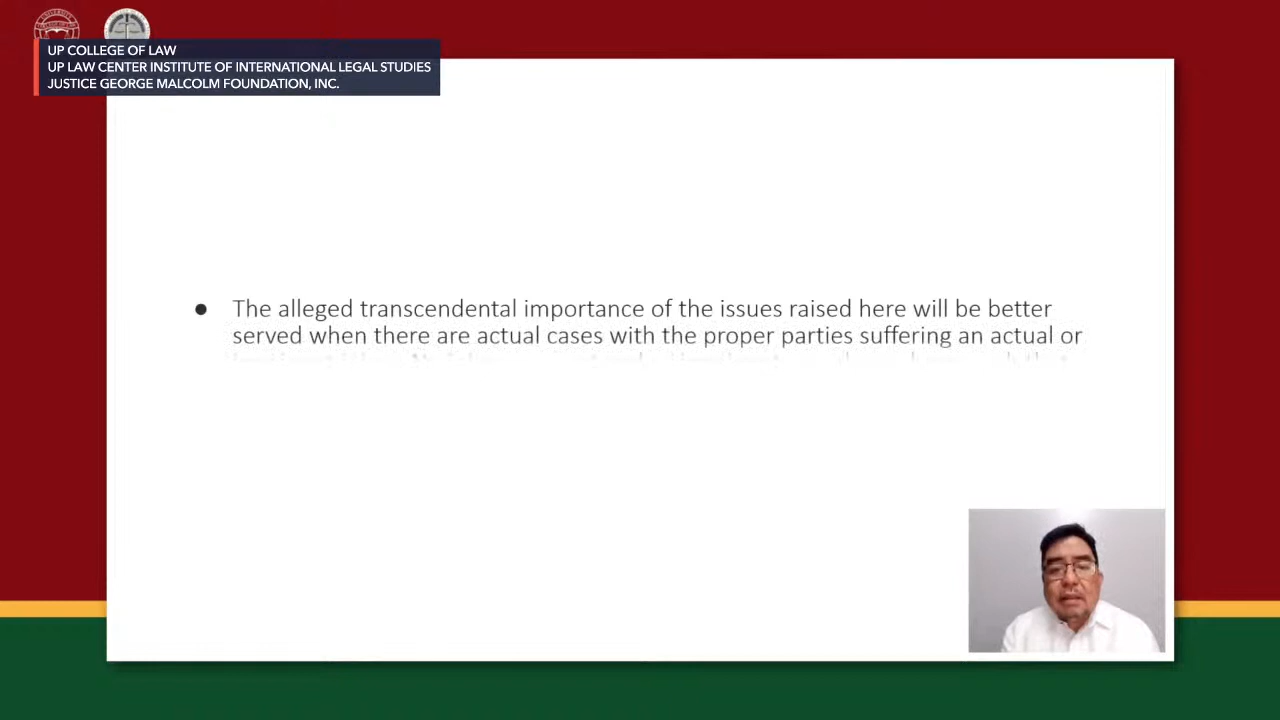 UP COLLEGE OF LAW
UP LAW CENTER INSTITUTE OF INTERNATIONAL LEGAL STUDIES
JUSTICE GEORGE MALCOLM FOUNDATION, INC.
● The alleged transcendental importance of the issues raised here will be better
served when there are actual cases with the proper parties suffering an actual or